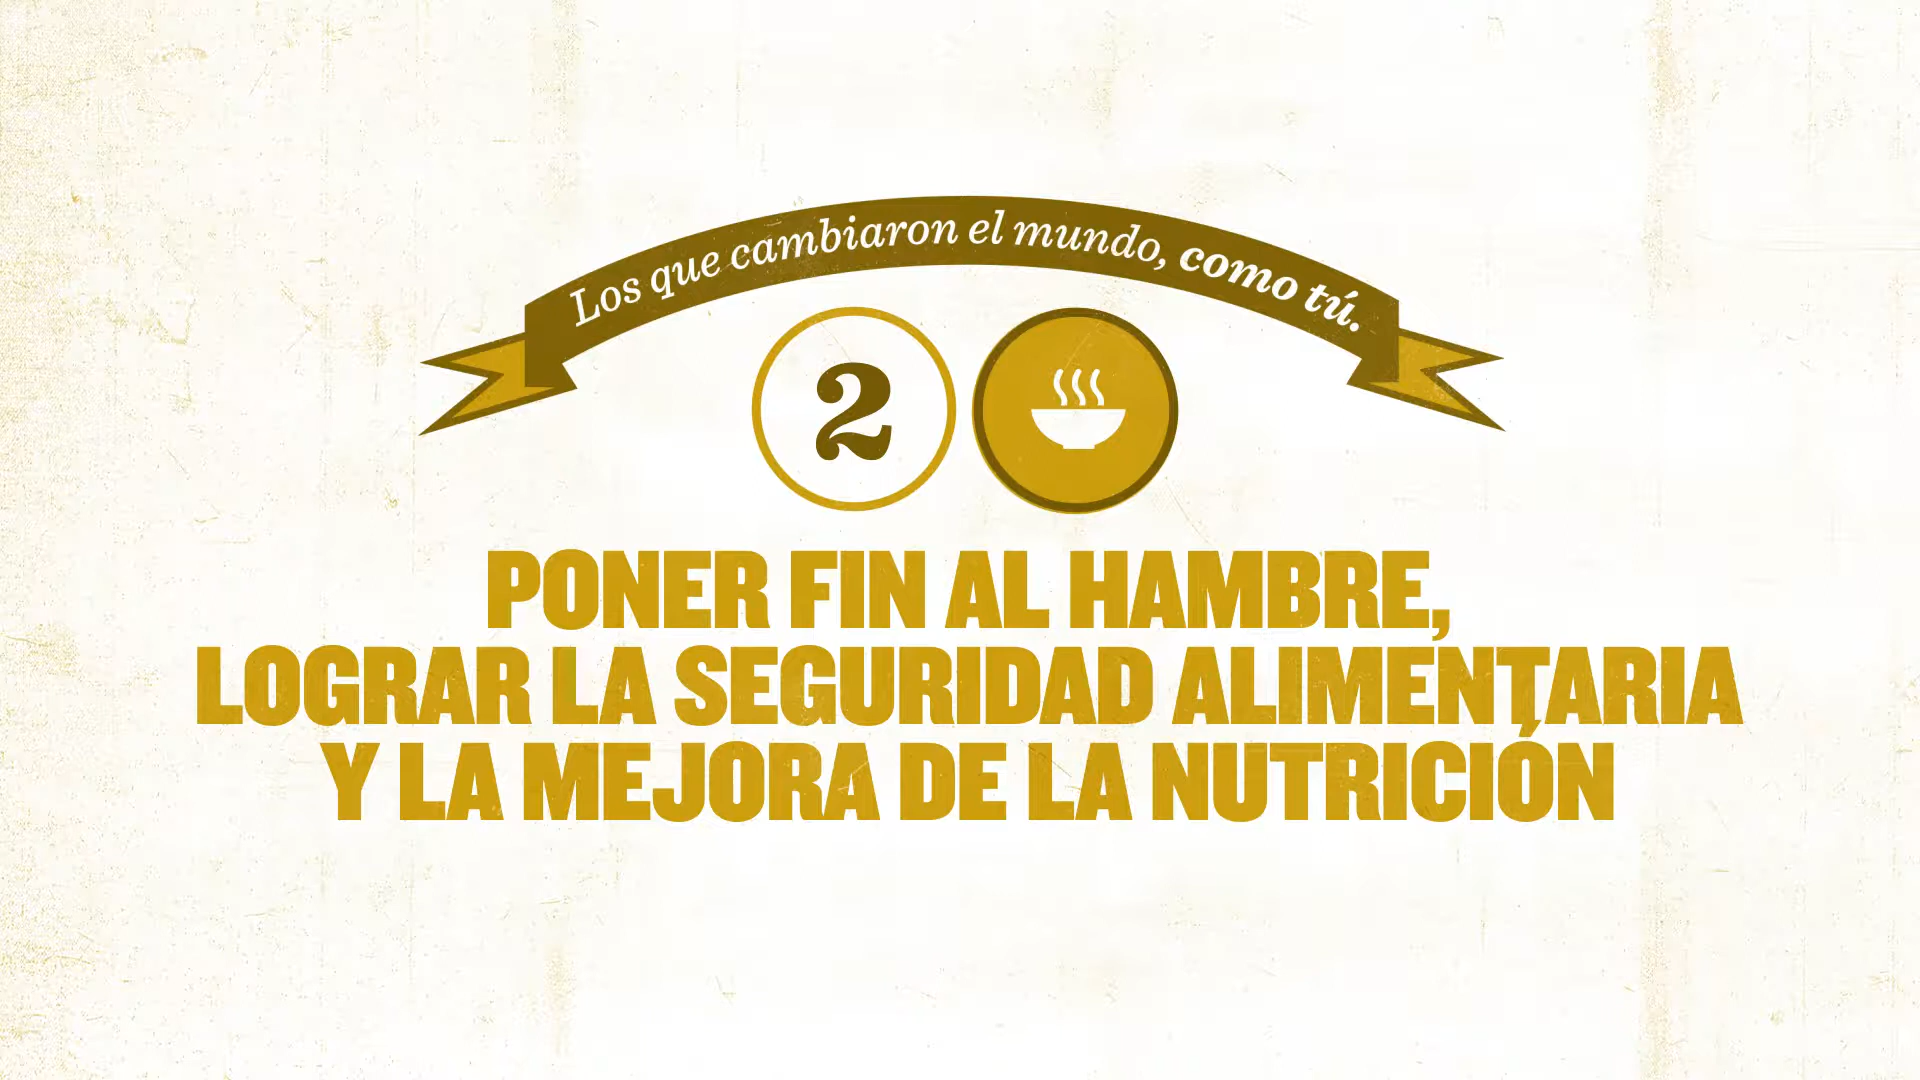 Los que cambiaron el mundo, como tú.
2
PONER FIN AL HAMBRE,
LOGRAR LA SEGURIDAD ALIMENTARIA
Y LA MEJORA DE LA NUTRICIÓN